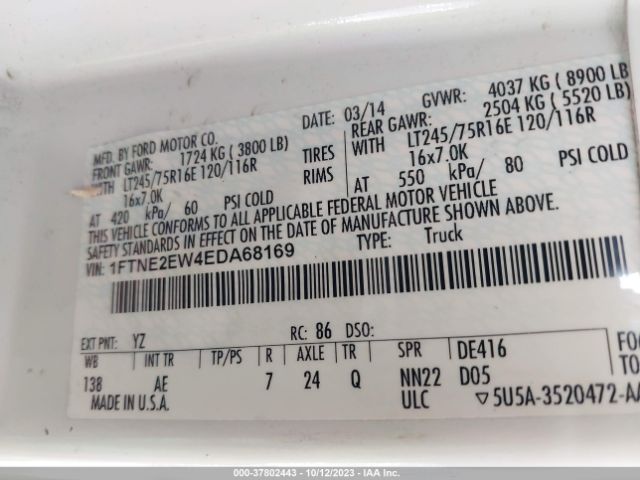 MFD. BY FORD MOTOR CO.
DATE: 03/14
GVWR: 4037 KG ( 8900 LB
FRONT GAWR: 1724 KG ( 3800 LB)
REAR GAWR: 2504 KG ( 5520 LB)
WITH LT245/75R16E 120/116R TIRES
WITH LT245/75R16E 120/116R
16x7.0K RIMS
16x7.0K
AT 420 kPa/ 60 PSI COLD
AT 550 kPa/ 80 PSI COLD
THIS VEHICLE CONFORMS TO ALL APPLICABLE FEDERAL MOTOR VEHICLE
SAFETY STANDARDS IN EFFECT ON THE DATE OF MANUFACTURE SHOWN ABOVE.
VIN: 1FTNE2EW4EDA68169
TYPE: Truck
EXT PNT: YZ RC: 86 DSO:
WB INT TR TP/PS R AXLE TR SPR DE416 FO
138 AE 7 24 Q NN22 D05 TO
MADE IN U.S.A. ULC ▽5U5A-3520472-AA
000-37802443 - 10/12/2023 - IAA Inc.